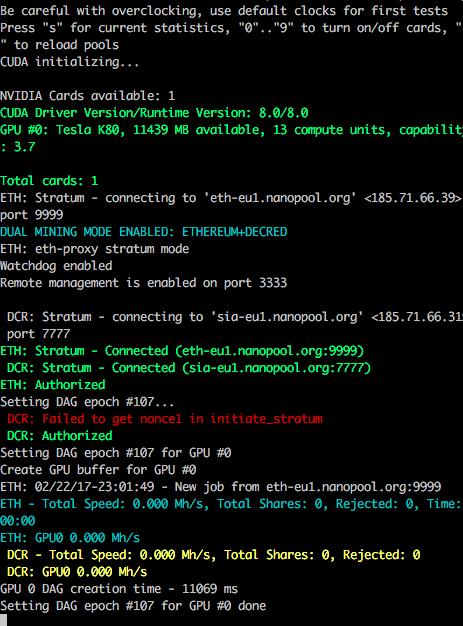 Be careful with overclocking, use default clocks for first tests
Press "s" for current statistics, "0".."9" to turn on/off cards, "
" to reload pools
CUDA initializing...
NVIDIA Cards available: 1
CUDA Driver Version/Runtime Version: 8.0/8.0
GPU #0: Tesla K80, 11439 MB available, 13 compute units, capability
: 3.7
Total cards: 1
ETH: Stratum - connecting to 'eth-eu1.nanopool.org' <185.71.66.39>
port 9999
DUAL MINING MODE ENABLED: ETHEREUM+DECRED
ETH: eth-proxy stratum mode
Watchdog enabled
Remote management is enabled on port 3333
DCR: Stratum - connecting to 'sia-eu1.nanopool.org' <185.71.66.31>
port 7777
ETH: Stratum - Connected (eth-eu1.nanopool.org:9999)
DCR: Stratum - Connected (sia-eu1.nanopool.org:7777)
ETH: Authorized
Setting DAG epoch #107...
DCR: Failed to get nonce1 in initiate_stratum
DCR: Authorized
Setting DAG epoch #107 for GPU #0
Create GPU buffer for GPU #0
ETH: 02/22/17-23:01:49 - New job from eth-eu1.nanopool.org:9999
ETH - Total Speed: 0.000 Mh/s, Total Shares: 0, Rejected: 0, Time:
00:00
ETH: GPU0 0.000 Mh/s
DCR - Total Speed: 0.000 Mh/s, Total Shares: 0, Rejected: 0
DCR: GPU0 0.000 Mh/s
GPU 0 DAG creation time - 11069 ms
Setting DAG epoch #107 for GPU #0 done